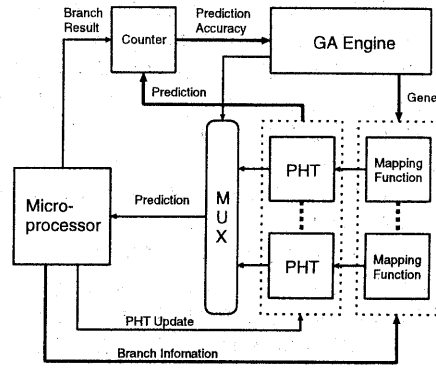 Branch
Result
Counter
Prediction
Accuracy
GA Engine
Prediction
Gene
Micro-
processor
Prediction
M
U
X
PHT
Mapping
Function
PHT
Mapping
Function
PHT Update
Branch Infornation